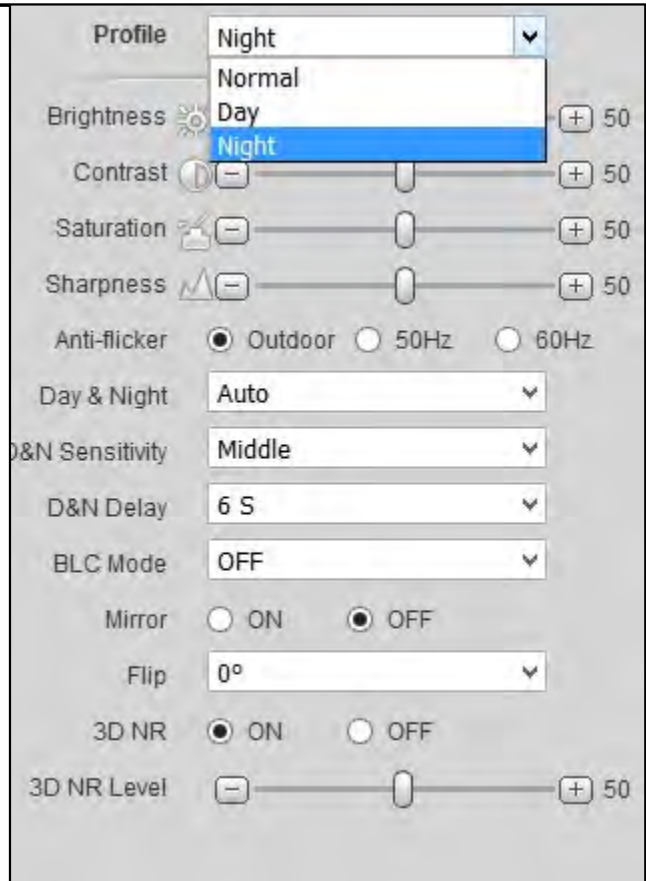 Profile Night
Normal
Day
Night
Brightness 50
Contrast 50
Saturation 50
Sharpness 50
Anti-flicker Outdoor 50Hz 60Hz
Day & Night Auto
D&N Sensitivity Middle
D&N Delay 6 S
BLC Mode OFF
Mirror ON OFF
Flip 0°
3D NR ON OFF
3D NR Level 50